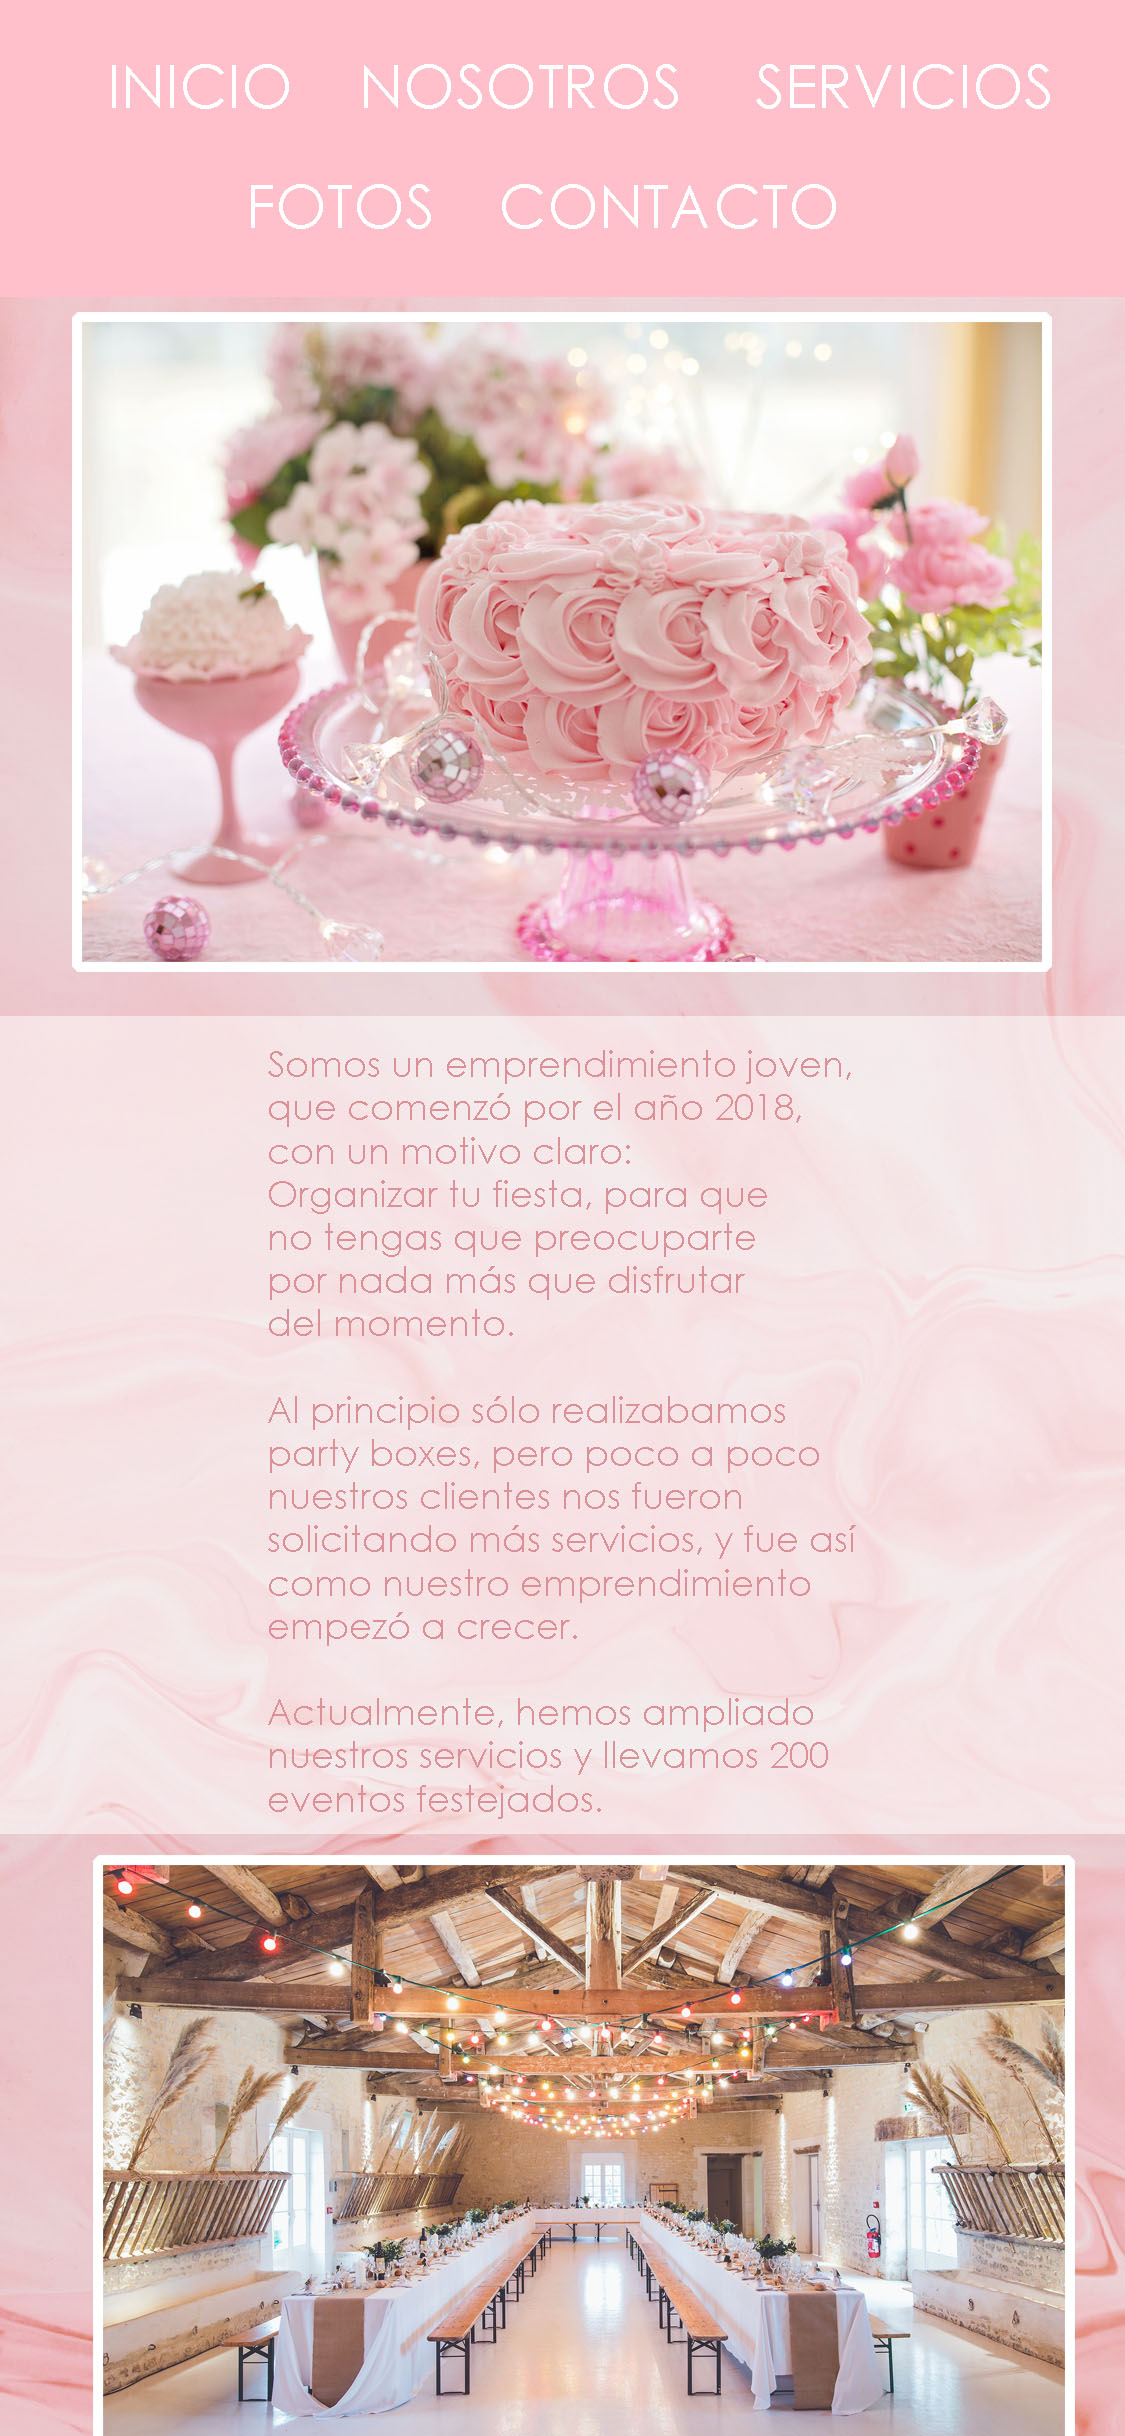 INICIO NOSOTROS SERVICIOS
FOTOS CONTACTO
Somos un emprendimiento joven,
que comenzó por el año 2018,
con un motivo claro:
Organizar tu fiesta, para que
no tengas que preocuparte
por nada más que disfrutar
del momento.
Al principio sólo realizabamos
party boxes, pero poco a poco
nuestros clientes nos fueron
solicitando más servicios, y fue así
como nuestro emprendimiento
empezó a crecer.
Actualmente, hemos ampliado
nuestros servicios y llevamos 200
eventos festejados.